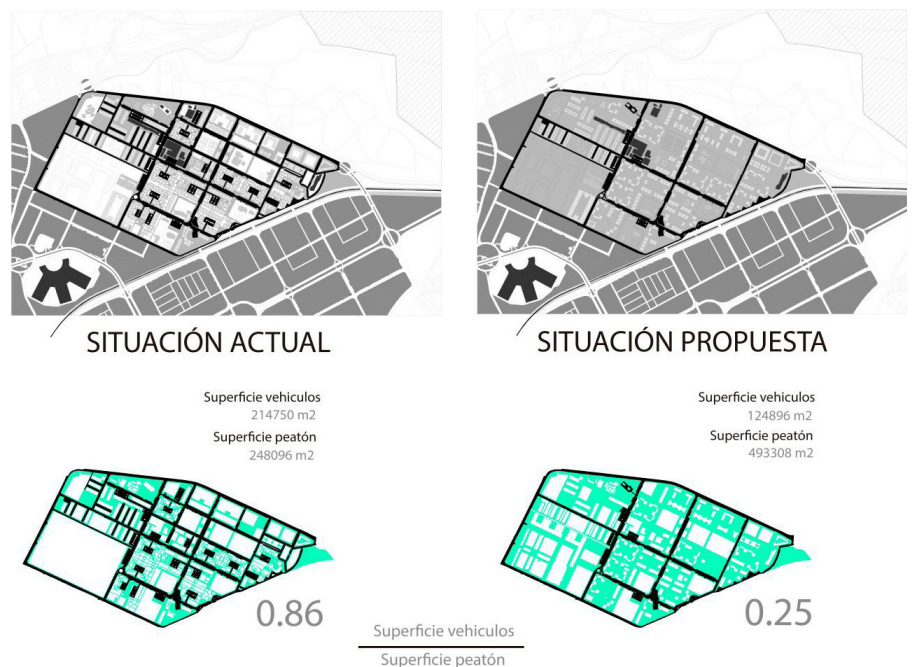 SITUACIÓN ACTUAL
Superficie vehiculos
214750 m2
Superficie peatón
248096 m2
0.86
SITUACIÓN PROPUESTA
Superficie vehiculos
124896 m2
Superficie peatón
493308 m2
0.25
Superficie vehiculos
Superficie peatón